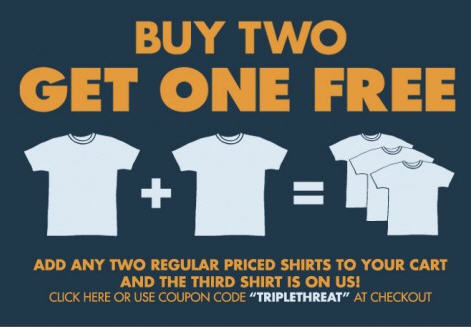 BUY TWO
GET ONE FREE
+ =
ADD ANY TWO REGULAR PRICED SHIRTS TO YOUR CART
AND THE THIRD SHIRT IS ON US!
CLICK HERE OR USE COUPON CODE "TRIPLETHREAT" AT CHECKOUT